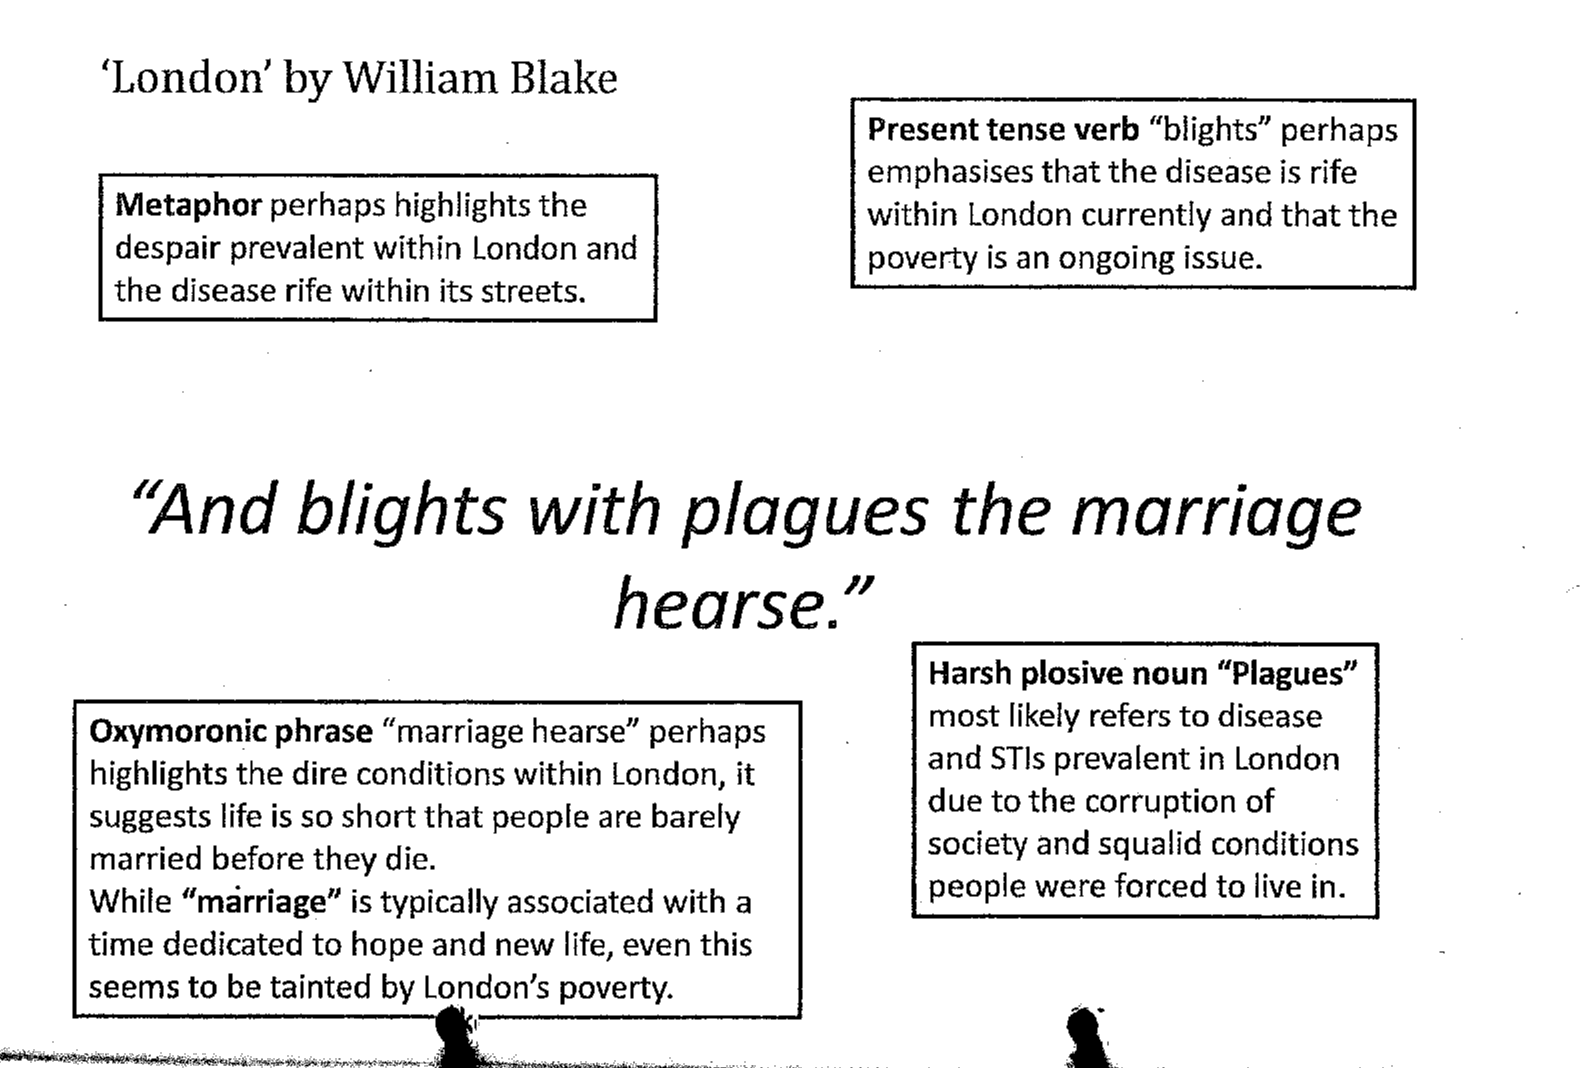 ‘London’ by William Blake
Present tense verb “blights” perhaps
emphasises that the disease is rife
within London currently and that the
poverty is an ongoing issue.
Metaphor perhaps highlights the
despair prevalent within London and
the disease rife within its streets.
“And blights with plagues the marriage
hearse.”
Harsh plosive noun “Plagues”
most likely refers to disease
and STIs prevalent in London
due to the corruption of
society and squalid conditions
people were forced to live in.
Oxymoronic phrase “marriage hearse” perhaps
highlights the dire conditions within London, it
suggests life is so short that people are barely
married before they die.
While “marriage” is typically associated with a
time dedicated to hope and new life, even this
seems to be tainted by London’s poverty.